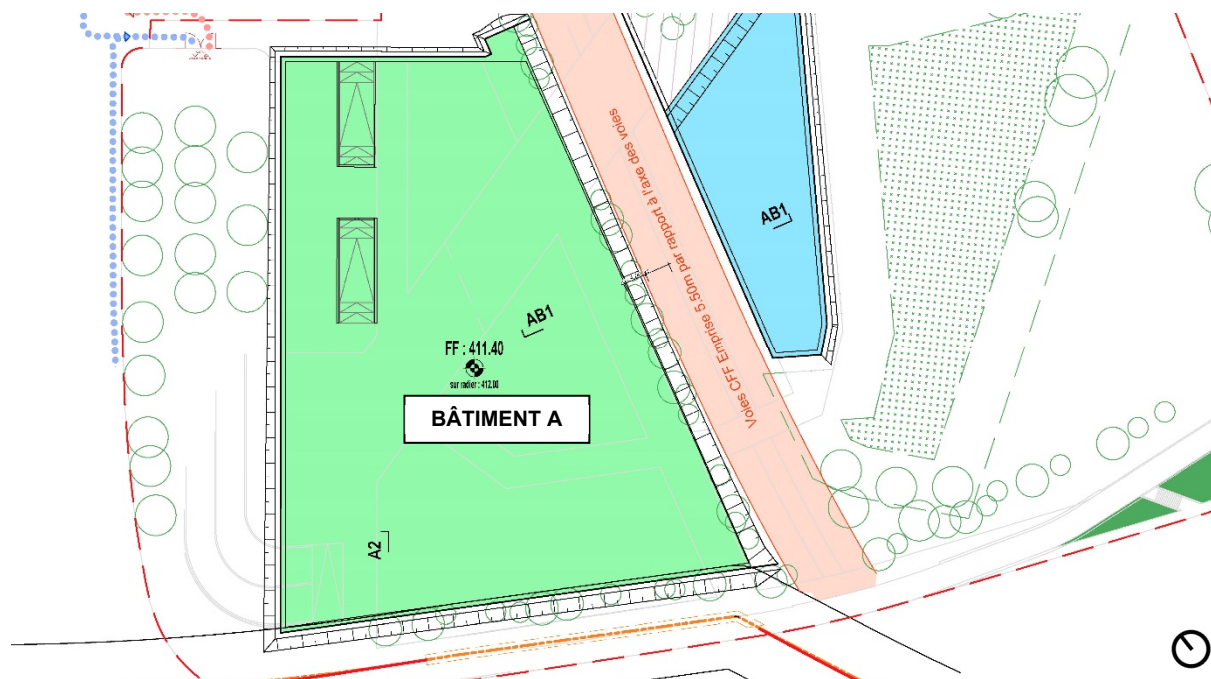 Voies CFF Emprise 5.50m par rapport à l'axe des voies
AB1
AB1
FF : 411.40
sur radier : 412.00
BÂTIMENT A
A2